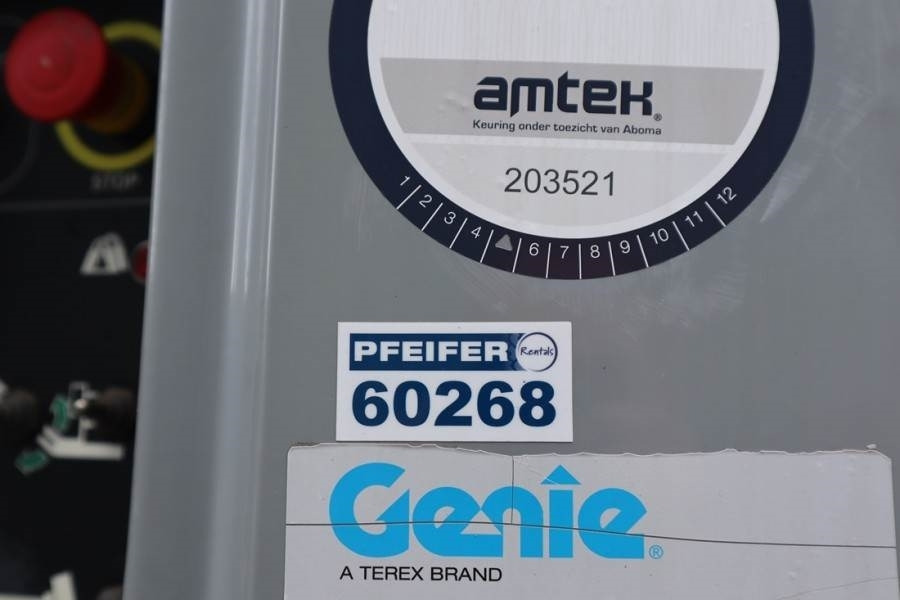 STOP
amtek®
Keuring onder toezicht van Aboma
203521
1 2 3 4 6 7 8 9 10 11 12
PFEIFER Rentals
60268
Genie®
A TEREX BRAND